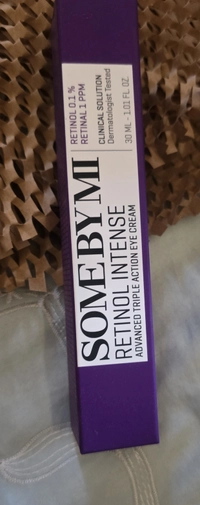 SOME BY MI
RETINOL INTENSE
ADVANCED TRIPLE ACTION EYE CREAM
RETINOL 0.1 %
RETINAL 1 PPM
CLINICAL SOLUTION
Dermatologist Tested
30 ML - 1.01 FL. OZ.